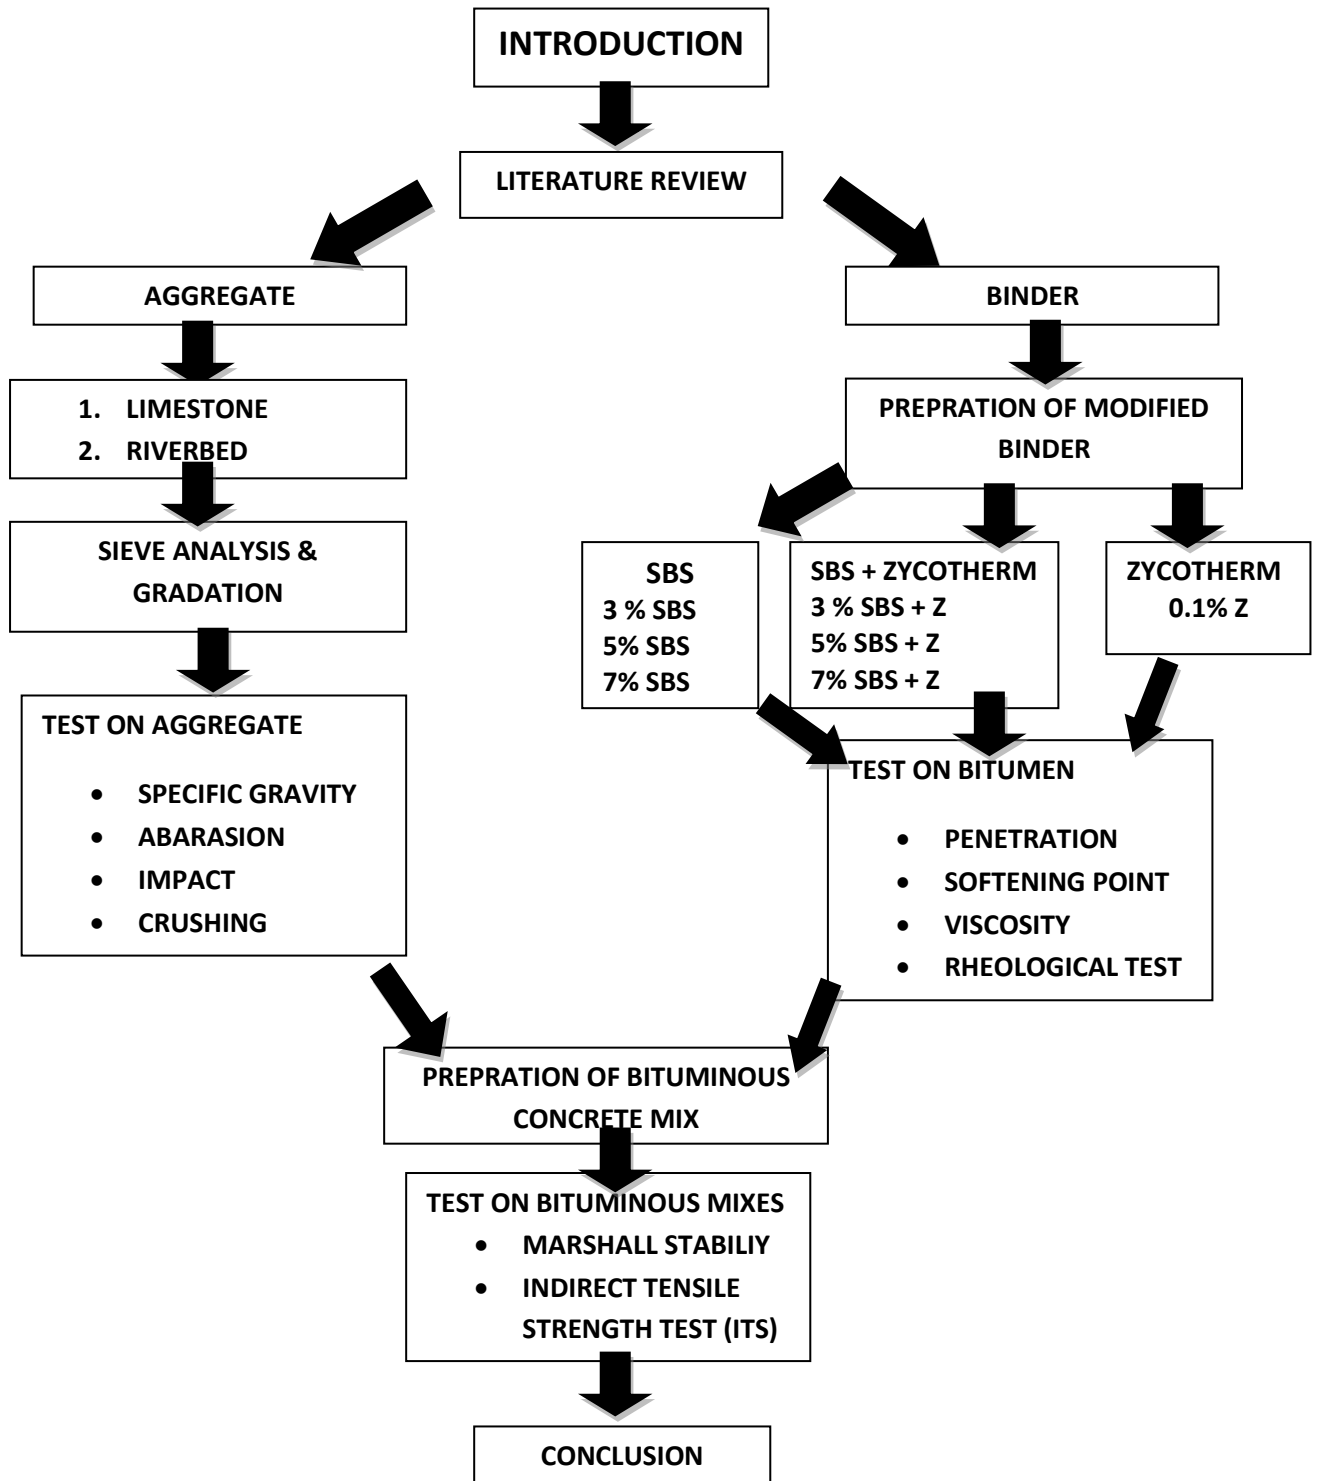 INTRODUCTION
LITERATURE REVIEW
AGGREGATE
1. LIMESTONE
2. RIVERBED
SIEVE ANALYSIS &
GRADATION
TEST ON AGGREGATE
• SPECIFIC GRAVITY
• ABARASION
• IMPACT
• CRUSHING
BINDER
PREPRATION OF MODIFIED
BINDER
SBS
3 % SBS
5% SBS
7% SBS
SBS + ZYCOTHERM
3 % SBS + Z
5% SBS + Z
7% SBS + Z
ZYCOTHERM
0.1% Z
TEST ON BITUMEN
• PENETRATION
• SOFTENING POINT
• VISCOSITY
• RHEOLOGICAL TEST
PREPRATION OF BITUMINOUS
CONCRETE MIX
TEST ON BITUMINOUS MIXES
• MARSHALL STABILIY
• INDIRECT TENSILE
STRENGTH TEST (ITS)
CONCLUSION